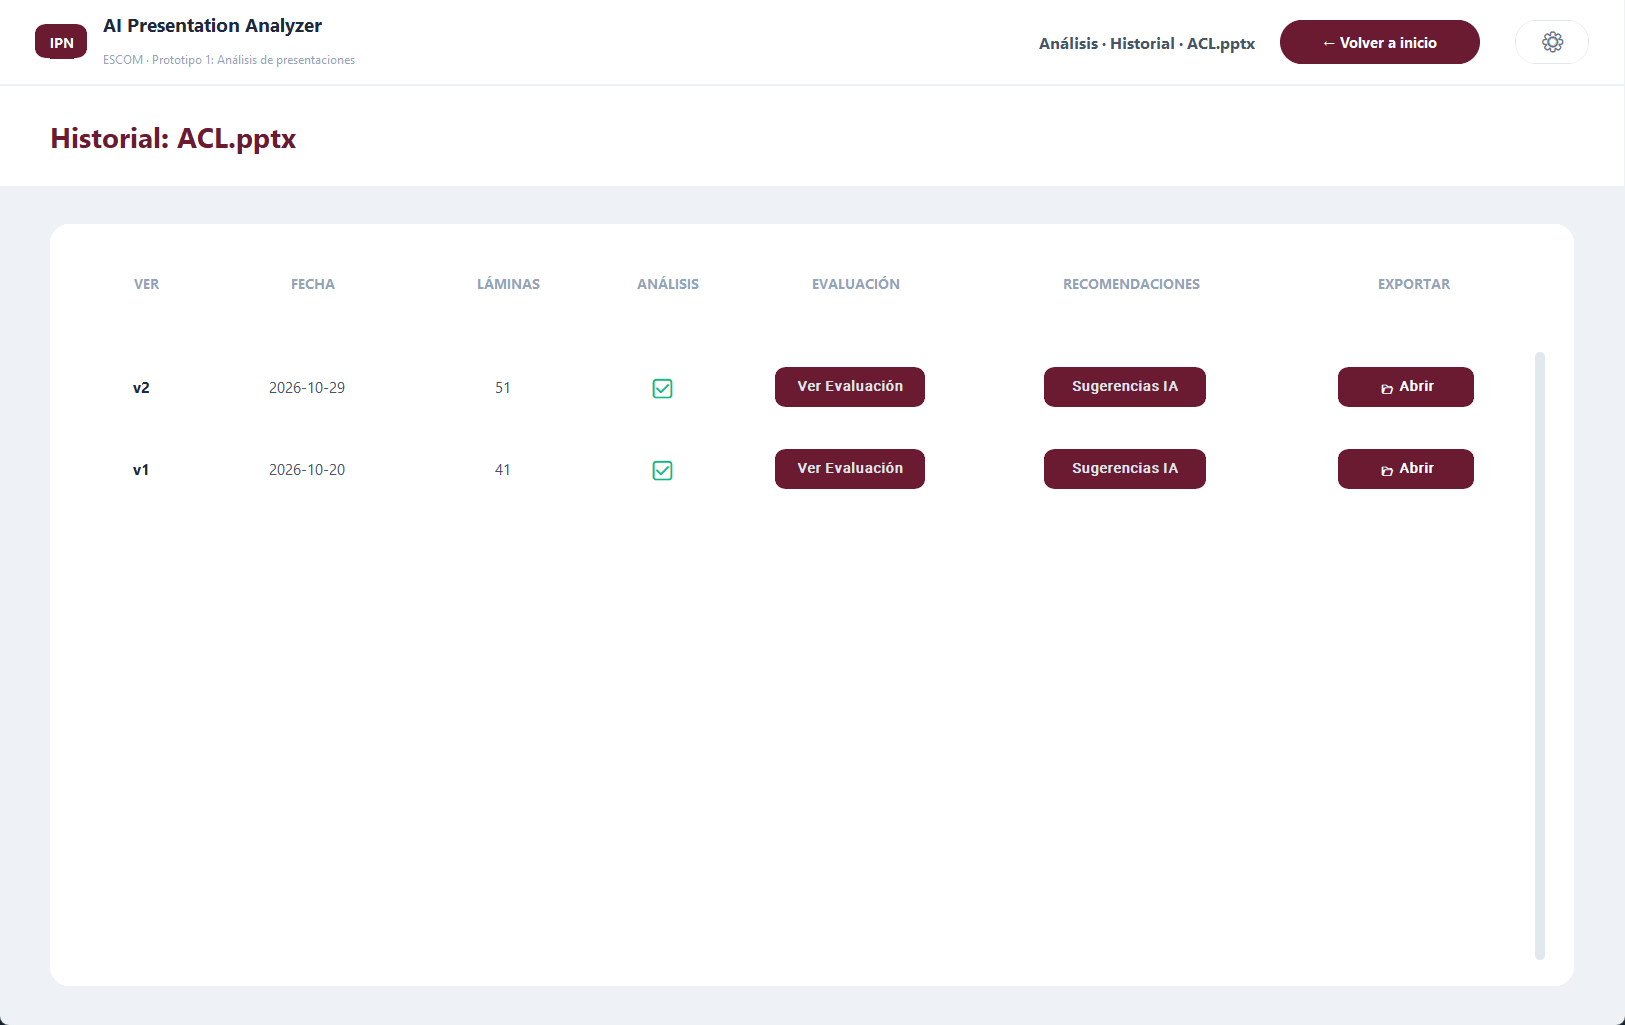 IPN
AI Presentation Analyzer
ESCOM · Prototipo 1: Análisis de presentaciones
Análisis · Historial · ACL.pptx
← Volver a inicio
Historial: ACL.pptx
VER FECHA LÁMINAS ANÁLISIS EVALUACIÓN RECOMENDACIONES EXPORTAR
v2 2026-10-29 51 Ver Evaluación Sugerencias IA Abrir
v1 2026-10-20 41 Ver Evaluación Sugerencias IA Abrir